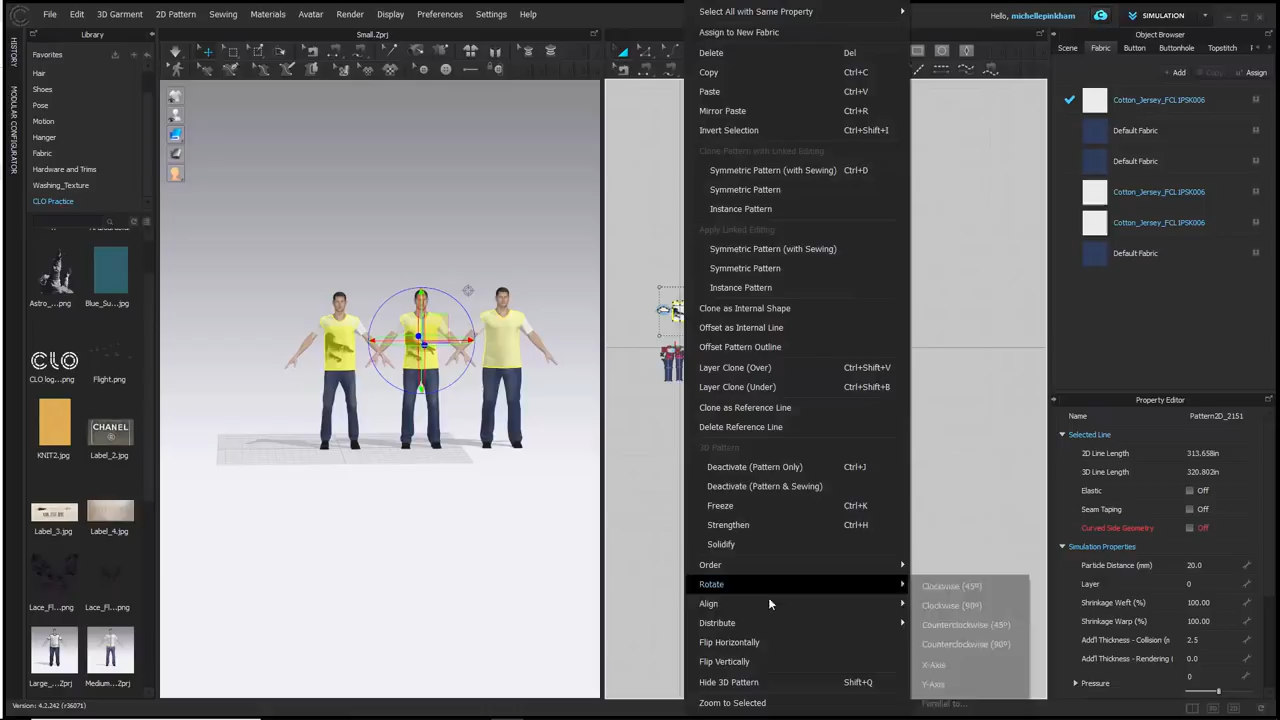 File Edit 3D Garment 2D Pattern Sewing Materials Avatar Render Display Preferences Settings Help
Hello, michellepinkham
SIMULATION
HISTORY
MODULAR CONFIGURATOR
Library
Favorites
Hair
Shoes
Pose
Motion
Hanger
Fabric
Hardware and Trims
Washing_Texture
CLO Practice
Astro_...png
Blue_Su...jpg
CLO
CLO log...png
Flight.png
KNIT2.jpg
CHANEL
Label_2.jpg
Label_3.jpg
Label_4.jpg
Lace_Fl...png
Lace_Fl...png
Large_...Zprj
Medium...Zprj
Version: 4.2.242 (r36071)
Small.Zprj
Select All with Same Property
Assign to New Fabric
Delete Del
Copy Ctrl+C
Paste Ctrl+V
Mirror Paste Ctrl+R
Invert Selection Ctrl+Shift+I
Clone Pattern with Linked Editing
Symmetric Pattern (with Sewing) Ctrl+D
Symmetric Pattern
Instance Pattern
Apply Linked Editing
Symmetric Pattern (with Sewing)
Symmetric Pattern
Instance Pattern
Clone as Internal Shape
Offset as Internal Line
Offset Pattern Outline
Layer Clone (Over) Ctrl+Shift+V
Layer Clone (Under) Ctrl+Shift+B
Clone as Reference Line
Delete Reference Line
3D Pattern
Deactivate (Pattern Only) Ctrl+J
Deactivate (Pattern & Sewing)
Freeze Ctrl+K
Strengthen Ctrl+H
Solidify
Order
Rotate
Align
Distribute
Flip Horizontally
Flip Vertically
Hide 3D Pattern Shift+Q
Zoom to Selected
Clockwise (45º)
Clockwise (90º)
Counterclockwise (45º)
Counterclockwise (90º)
X-Axis
Y-Axis
Parallel to...
Object Browser
Scene Fabric Button Buttonhole Topstitch
+ Add Copy Assign
Cotton_Jersey_FCL1PSK006
Default Fabric
Default Fabric
Cotton_Jersey_FCL1PSK006
Cotton_Jersey_FCL1PSK006
Default Fabric
Property Editor
Name Pattern2D_2151
Selected Line
2D Line Length 313.658in
3D Line Length 320.802in
Elastic Off
Seam Taping Off
Curved Side Geometry Off
Simulation Properties
Particle Distance (mm) 20.0
Layer 0
Shrinkage Weft (%) 100.00
Shrinkage Warp (%) 100.00
Add'l Thickness - Collision (n 2.5
Add'l Thickness - Rendering ( 0.0
Pressure 0
2D